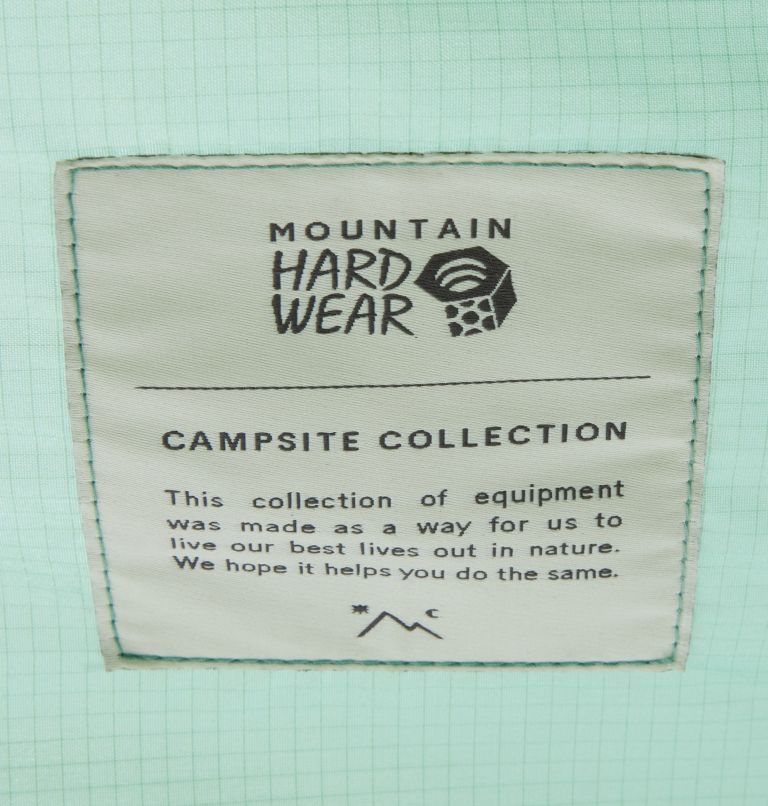 MOUNTAIN
HARD
WEAR
CAMPSITE COLLECTION
This collection of equipment
was made as a way for us to
live our best lives out in nature.
We hope it helps you do the same.